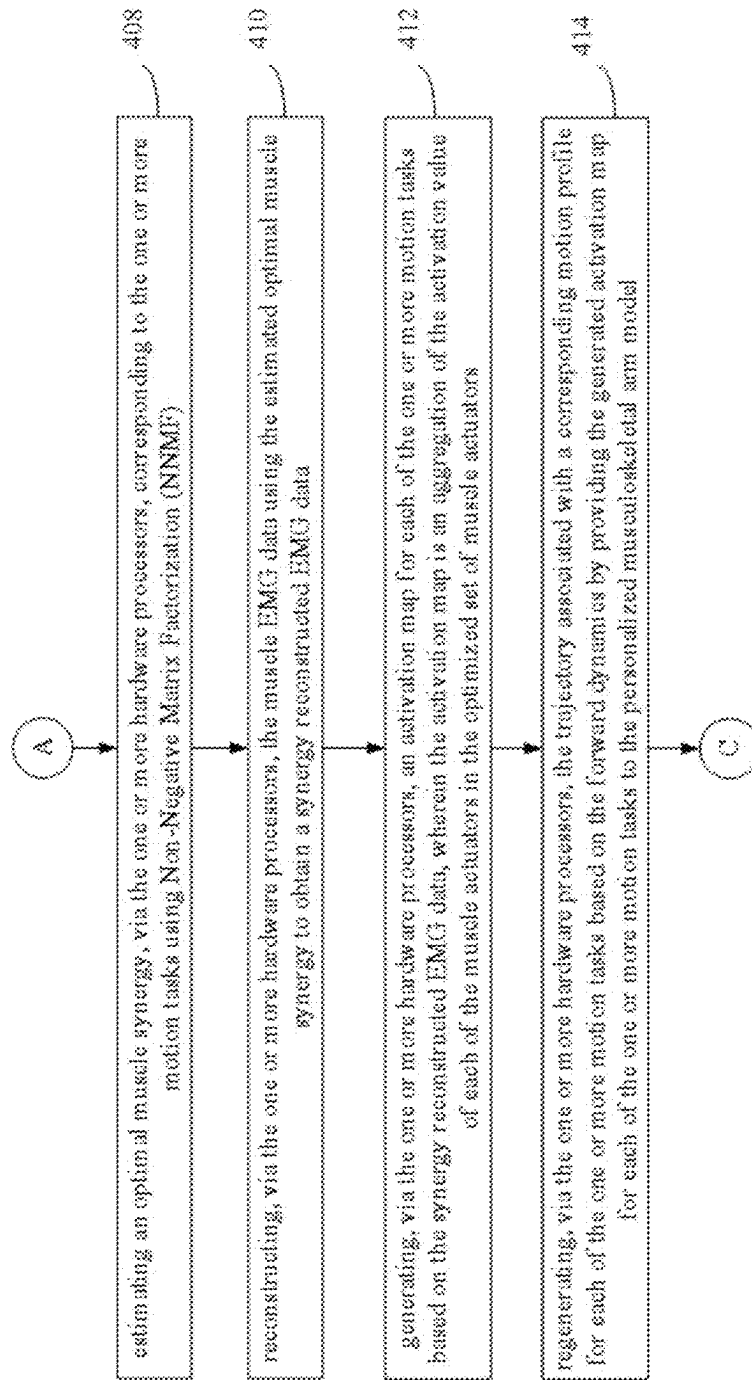 A
estimating an optimal muscle synergy, via the one or more hardware processors, corresponding to the one or more
motion tasks using Non-Negative Matrix Factorization (NNMF)
408
reconstructing, via the one or more hardware processors, the muscle EMG data using the estimated optimal muscle
synergy to obtain a synergy reconstructed EMG data
410
generating, via the one or more hardware processors, an activation map for each of the one or more motion tasks
based on the synergy reconstructed EMG data, wherein the activation map is an aggregation of the activation value
of each of the muscle actuators in the optimized set of muscle actuators
412
regenerating, via the one or more hardware processors, the trajectory associated with a corresponding motion profile
for each of the one or more motion tasks based on the forward dynamics by providing the generated activation map
for each of the one or more motion tasks to the personalized musculoskeletal arm model
414
C